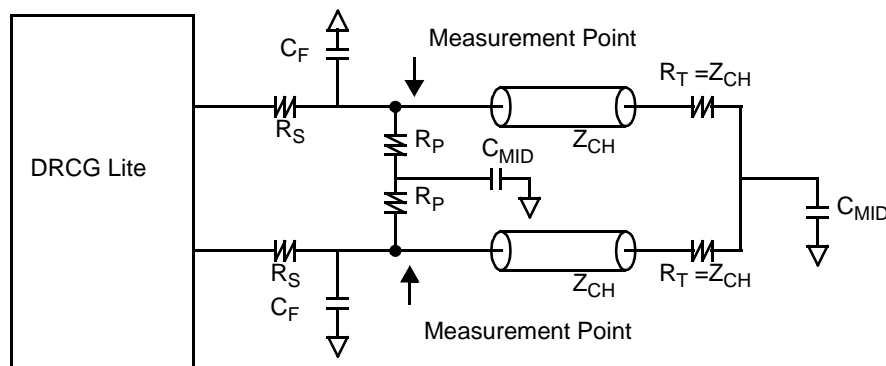 Measurement Point
C_F
R_T =Z_CH
R_S
Z_CH
R_P
C_MID
DRCG Lite
R_P
C_MID
R_S
Z_CH
R_T =Z_CH
C_F
Measurement Point